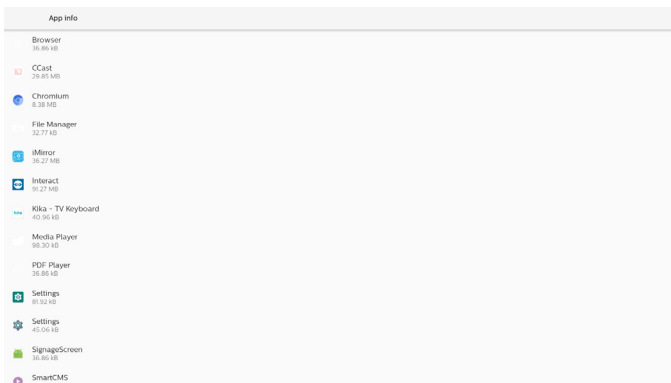 App info
Browser
36.86 kB
CCast
29.85 MB
Chromium
8.38 MB
File Manager
32.77 kB
iMirror
36.27 MB
Interact
91.27 MB
Kika - TV Keyboard
40.96 kB
Media Player
98.30 kB
PDF Player
36.86 kB
Settings
81.92 kB
Settings
45.06 kB
SignageScreen
36.86 kB
SmartCMS